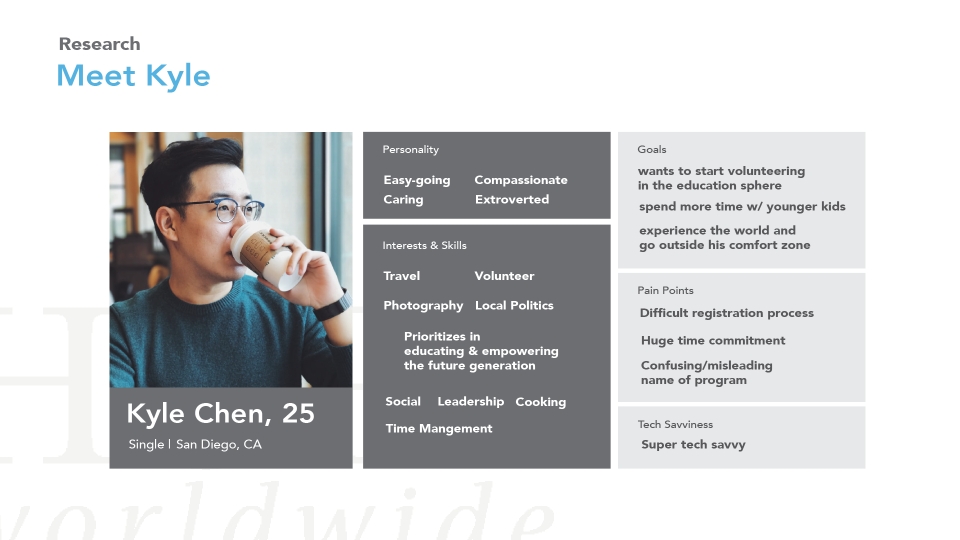 Research
Meet Kyle
Kyle Chen, 25
Single | San Diego, CA
Personality
Easy-going
Compassionate
Caring
Extroverted
Interests & Skills
Travel
Volunteer
Photography
Local Politics
Prioritizes in
educating & empowering
the future generation
Social
Leadership
Cooking
Time Mangement
Goals
wants to start volunteering
in the education sphere
spend more time w/ younger kids
experience the world and
go outside his comfort zone
Pain Points
Difficult registration process
Huge time commitment
Confusing/misleading
name of program
Tech Savviness
Super tech savvy
worldwide